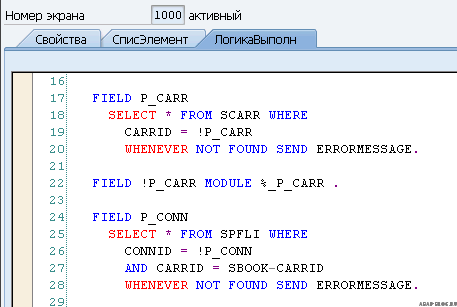 Номер экрана 1000 активный
Свойства СписЭлемент ЛогикаВыполн
16
17 FIELD P_CARR
18 SELECT * FROM SCARR WHERE
19 CARRID = !P_CARR
20 WHENEVER NOT FOUND SEND ERRORMESSAGE.
21
22 FIELD !P_CARR MODULE %_P_CARR .
23
24 FIELD P_CONN
25 SELECT * FROM SPFLI WHERE
26 CONNID = !P_CONN
27 AND CARRID = SBOOK-CARRID
28 WHENEVER NOT FOUND SEND ERRORMESSAGE.
29